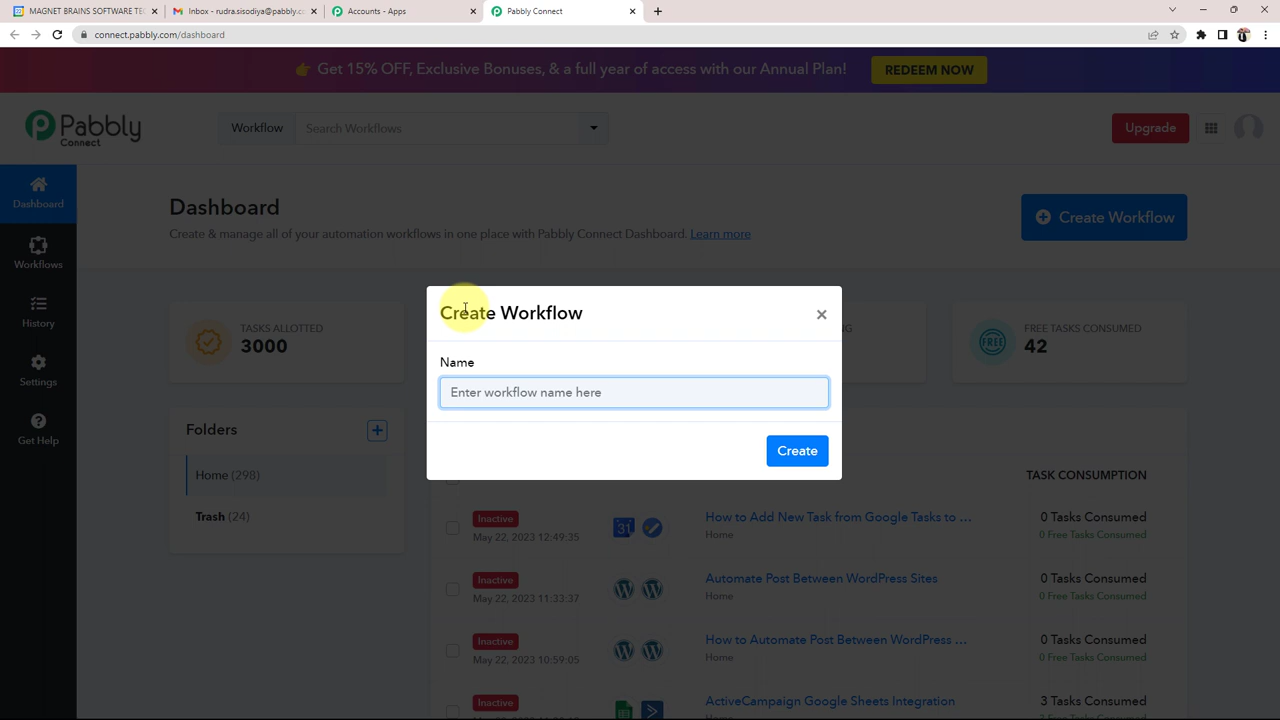 MAGNET BRAINS SOFTWARE TEC
Inbox - rudra.sisodiya@pabbly.c
Accounts - Apps
Pabbly Connect
connect.pabbly.com/dashboard
👉 Get 15% OFF, Exclusive Bonuses, & a full year of access with our Annual Plan!
REDEEM NOW
Pabbly
Connect
Workflow
Search Workflows
Upgrade
Dashboard
Workflows
History
Settings
Get Help
Dashboard
Create & manage all of your automation workflows in one place with Pabbly Connect Dashboard. Learn more
Create Workflow
TASKS ALLOTTED
3000
NG
FREE
FREE TASKS CONSUMED
42
Create Workflow
×
Name
Enter workflow name here
Create
Folders
Home (298)
Trash (24)
TASK CONSUMPTION
Inactive
May 22, 2023 12:49:35
31
How to Add New Task from Google Tasks to ...
Home
0 Tasks Consumed
0 Free Tasks Consumed
Inactive
May 22, 2023 11:33:37
Automate Post Between WordPress Sites
Home
0 Tasks Consumed
0 Free Tasks Consumed
Inactive
May 22, 2023 10:59:05
How to Automate Post Between WordPress ...
Home
0 Tasks Consumed
0 Free Tasks Consumed
Inactive
ActiveCampaign Google Sheets Integration
3 Tasks Consumed